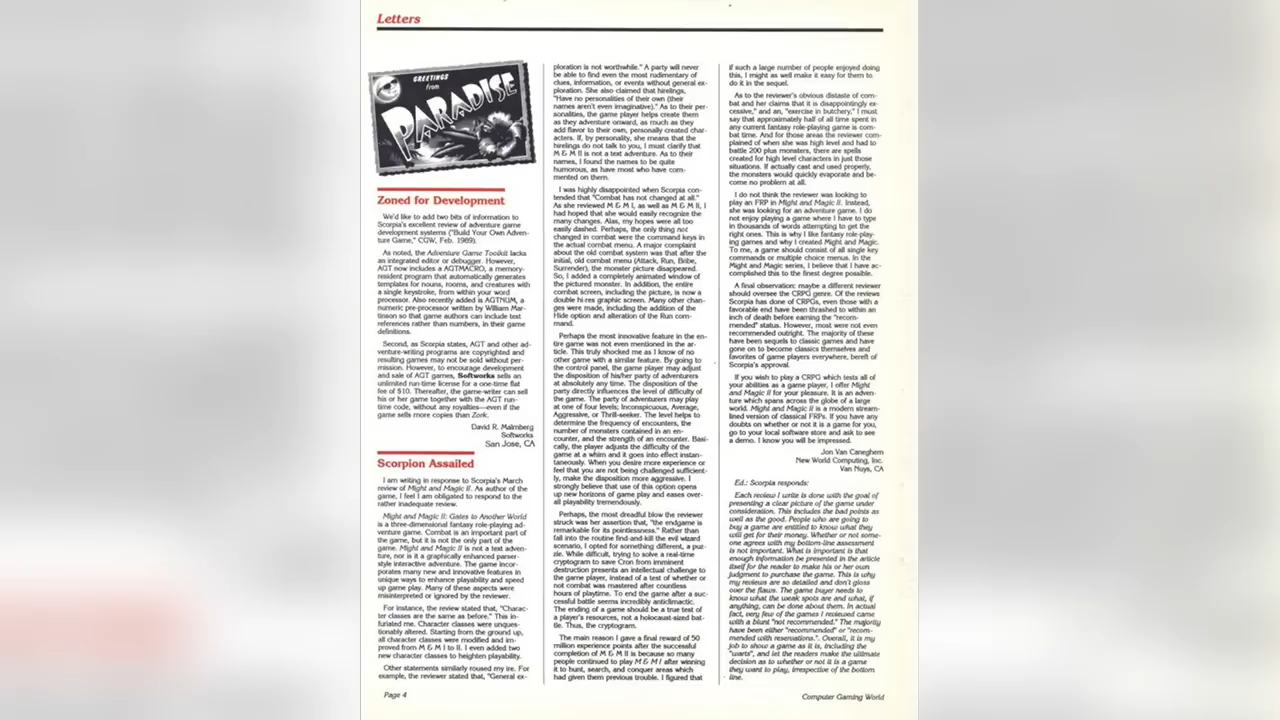 Letters
GREETINGS
from
PARADISE
Zoned for Development
We'd like to add two bits of information to
Scorpia's excellent review of adventure game
development systems ("Build Your Own Adven-
ture Game," CGW, Feb. 1989).
As noted, the Adventure Game Toolkit lacks
an integrated editor or debugger. However,
AGT now includes a AGTMACRO, a memory-
resident program that automatically generates
templates for nouns, rooms, and creatures with
a single keystroke, from within your word
processor. Also recently added is AGTNUM, a
numeric pre-processor written by William Mar-
tinson so that game authors can include text
references rather than numbers, in their game
definitions.
Second, as Scorpia states, AGT and other ad-
venture-writing programs are copyrighted and
resulting games may not be sold without per-
mission. However, to encourage development
and sale of AGT games, Softworks sells an
unlimited run-time license for a one-time flat
fee of $10. Thereafter, the game-writer can sell
his or her game together with the AGT run-
time code, without any royalties—even if the
game sells more copies than Zork.
David R. Malmberg
Softworks
San Jose, CA
Scorpion Assailed
I am writing in response to Scorpia's March
review of Might and Magic II. As author of the
game, I feel I am obligated to respond to the
rather inadequate review.
Might and Magic II: Gates to Another World
is a three-dimensional fantasy role-playing ad-
venture game. Combat is an important part of
the game, but it is not the only part of the
game. Might and Magic II is not a text adven-
ture, nor is it a graphically enhanced parser-
style interactive adventure. The game incor-
porates many new and innovative features in
unique ways to enhance playability and speed
up game play. Many of these aspects were
misinterpreted or ignored by the reviewer.
For instance, the review stated that, "Charac-
ter classes are the same as before." This in-
furiated me. Character classes were unques-
tionably altered. Starting from the ground up,
all character classes were modified and im-
proved from M & M I to II. I even added two
new character classes to heighten playability.
Other statements similarly roused my ire. For
example, the reviewer stated that, "General ex-
ploration is not worthwhile." A party will never
be able to find even the most rudimentary of
clues, information, or events without general ex-
ploration. She also claimed that hirelings,
"Have no personalities of their own (their
names aren't even imaginative)." As to their per-
sonalities, the game player helps create them
as they adventure onward, as much as they
add flavor to their own, personally created char-
acters. If, by personality, she means that the
hirelings do not talk to you, I must clarify that
M & M II is not a text adventure. As to their
names, I found the names to be quite
humorous, as have most who have com-
mented on them.
I was highly disappointed when Scorpia con-
tended that "Combat has not changed at all."
As she reviewed M & M I, as well as M & M II, I
had hoped that she would easily recognize the
many changes. Alas, my hopes were all too
easily dashed. Perhaps, the only thing not
changed in combat were the command keys in
the actual combat menu. A major complaint
about the old combat system was that after the
initial, old combat menu (Attack, Run, Bribe,
Surrender), the monster picture disappeared.
So, I added a completely animated window of
the pictured monster. In addition, the entire
combat screen, including the picture, is now a
double hi-res graphic screen. Many other chan-
ges were made, including the addition of the
Hide option and alteration of the Run com-
mand.
Perhaps the most innovative feature in the en-
tire game was not even mentioned in the ar-
ticle. This truly shocked me as I know of no
other game with a similar feature. By going to
the control panel, the game player may adjust
the disposition of his/her party of adventurers
at absolutely any time. The disposition of the
party directly influences the level of difficulty of
the game. The party of adventurers may play
at one of four levels; Inconspicuous, Average,
Aggressive, or Thrill-seeker. The level helps to
determine the frequency of encounters, the
number of monsters contained in an en-
counter, and the strength of an encounter. Basi-
cally, the player adjusts the difficulty of the
game at a whim and it goes into effect instan-
taneously. When you desire more experience or
feel that you are not being challenged sufficient-
ly, make the disposition more aggressive. I
strongly believe that use of this option opens
up new horizons of game play and eases over-
all playability tremendously.
Perhaps, the most dreadful blow the reviewer
struck was her assertion that, "the endgame is
remarkable for its pointlessness." Rather than
fall into the routine find-and-kill the evil wizard
scenario, I opted for something different, a puz-
zle. While difficult, trying to solve a real-time
cryptogram to save Cron from imminent
destruction presents an intellectual challenge to
the game player, instead of a test of whether or
not combat was mastered after countless
hours of playtime. To end the game after a suc-
cessful battle seems incredibly anticlimactic.
The ending of a game should be a true test of
a player's resources, not a holocaust-sized bat-
tle. Thus, the cryptogram.
The main reason I gave a final reward of 50
million experience points after the successful
completion of M & M II is because so many
people continued to play M & M I after winning
it to hunt, search, and conquer areas which
had given them previous trouble. I figured that
if such a large number of people enjoyed doing
this, I might as well make it easy for them to
do it in the sequel.
As to the reviewer's obvious distaste of com-
bat and her claims that it is disappointingly ex-
cessive," and an, "exercise in butchery," I must
say that approximately half of all time spent in
any current fantasy role-playing game is com-
bat time. And for those areas the reviewer com-
plained of when she was high level and had to
battle 200 plus monsters, there are spells
created for high level characters in just those
situations. If actually cast and used properly,
the monsters would quickly evaporate and be-
come no problem at all.
I do not think the reviewer was looking to
play an FRP in Might and Magic II. Instead,
she was looking for an adventure game. I do
not enjoy playing a game where I have to type
in thousands of words attempting to get the
right ones. This is why I like fantasy role-play-
ing games and why I created Might and Magic.
To me, a game should consist of all single key
commands or multiple choice menus. In the
Might and Magic series, I believe that I have ac-
complished this to the finest degree possible.
A final observation: maybe a different reviewer
should oversee the CRPG genre. Of the reviews
Scorpia has done of CRPGs, even those with a
favorable end have been thrashed to within an
inch of death before earning the "recom-
mended" status. However, most were not even
recommended outright. The majority of these
have been sequels to classic games and have
gone on to become classics themselves and
favorites of game players everywhere, bereft of
Scorpia's approval.
If you wish to play a CRPG which tests all of
your abilities as a game player, I offer Might
and Magic II for your pleasure. It is an adven-
ture which spans across the globe of a large
world. Might and Magic II is a modern stream-
lined version of classical FRPs. If you have any
doubts on whether or not it is a game for you,
go to your local software store and ask to see
a demo. I know you will be impressed.
Jon Van Caneghem
New World Computing, Inc.
Van Nuys, CA
Ed.: Scorpia responds:
Each review I write is done with the goal of
presenting a clear picture of the game under
consideration. This includes the bad points as
well as the good. People who are going to
buy a game are entitled to know what they
will get for their money. Whether or not some-
one agrees with my bottom-line assessment
is not important. What is important is that
enough information be presented in the article
itself for the reader to make his or her own
judgment to purchase the game. This is why
my reviews are so detailed and don't gloss
over the flaws. The game buyer needs to
know what the weak spots are and what, if
anything, can be done about them. In actual
fact, very few of the games I reviewed came
with a blunt "not recommended." The majority
have been either "recommended" or "recom-
mended with reservations.". Overall, it is my
job to show a game as it is, including the
"warts", and let the readers make the ultimate
decision as to whether or not it is a game
they want to play, irrespective of the bottom
line.
Page 4
Computer Gaming World